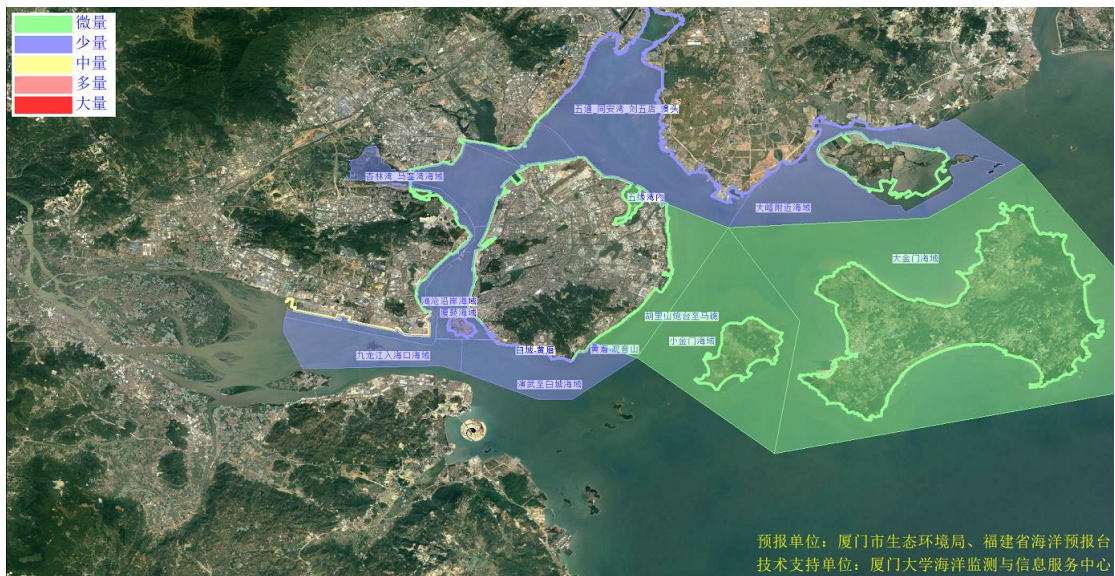 微量
少量
中量
多量
大量
五通 同安湾 刘五店 澳头
杏林湾 马銮湾海域
五缘湾内
大嶝附近海域
大金门海域
海沧沿岸海域
厦鼓海域
胡里山炮台至马銮
小金门海域
九龙江入海口海域
白城-黄厝
黄厝-观音山
演武至白城海域
预报单位：厦门市生态环境局、福建省海洋预报台
技术支持单位：厦门大学海洋监测与信息服务中心